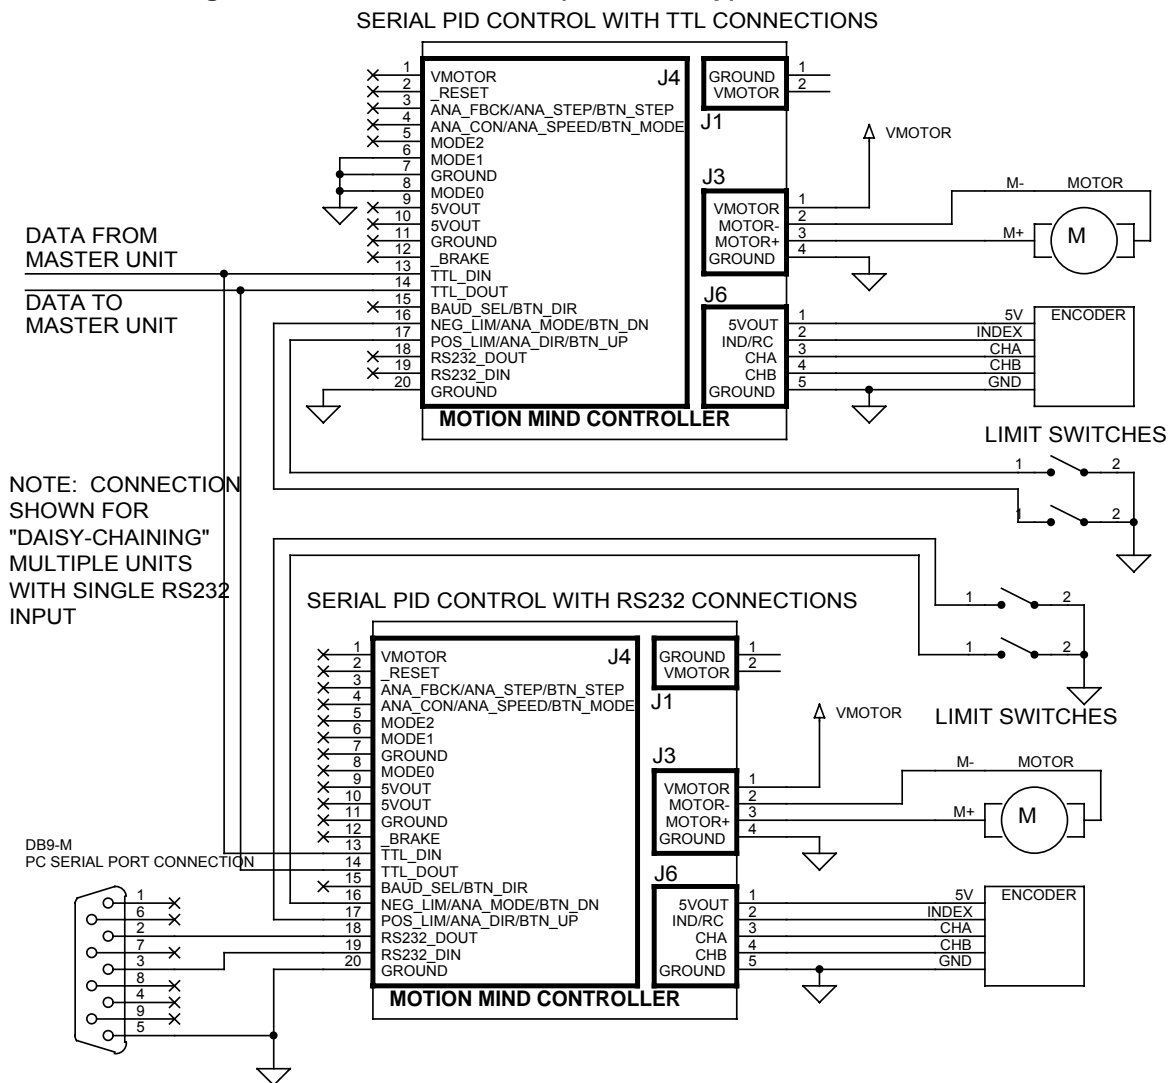 SERIAL PID CONTROL WITH TTL CONNECTIONS
1 VMOTOR
2 _RESET
3 ANA_FBCK/ANA_STEP/BTN_STEP
4 ANA_CON/ANA_SPEED/BTN_MODE
5 MODE2
6 MODE1
7 GROUND
8 MODE0
9 5VOUT
10 5VOUT
11 GROUND
12 _BRAKE
13 TTL_DIN
14 TTL_DOUT
15 BAUD_SEL/BTN_DIR
16 NEG_LIM/ANA_MODE/BTN_DN
17 POS_LIM/ANA_DIR/BTN_UP
18 RS232_DOUT
19 RS232_DIN
20 GROUND
J4
GROUND 1
VMOTOR 2
J1
VMOTOR
J3
VMOTOR 1
MOTOR- 2
MOTOR+ 3
GROUND 4
M- MOTOR
M+ M
J6
5VOUT 1 5V
IND/RC 2 INDEX
CHA 3 CHA
CHB 4 CHB
GROUND 5 GND
ENCODER
MOTION MIND CONTROLLER
DATA FROM
MASTER UNIT
DATA TO
MASTER UNIT
LIMIT SWITCHES
1 2
1 2
NOTE: CONNECTION
SHOWN FOR
"DAISY-CHAINING"
MULTIPLE UNITS
WITH SINGLE RS232
INPUT
1 2
1 2
LIMIT SWITCHES
SERIAL PID CONTROL WITH RS232 CONNECTIONS
1 VMOTOR
2 _RESET
3 ANA_FBCK/ANA_STEP/BTN_STEP
4 ANA_CON/ANA_SPEED/BTN_MODE
5 MODE2
6 MODE1
7 GROUND
8 MODE0
9 5VOUT
10 5VOUT
11 GROUND
12 _BRAKE
13 TTL_DIN
14 TTL_DOUT
15 BAUD_SEL/BTN_DIR
16 NEG_LIM/ANA_MODE/BTN_DN
17 POS_LIM/ANA_DIR/BTN_UP
18 RS232_DOUT
19 RS232_DIN
20 GROUND
J4
GROUND 1
VMOTOR 2
J1
VMOTOR
J3
VMOTOR 1
MOTOR- 2
MOTOR+ 3
GROUND 4
M- MOTOR
M+ M
J6
5VOUT 1 5V
IND/RC 2 INDEX
CHA 3 CHA
CHB 4 CHB
GROUND 5 GND
ENCODER
MOTION MIND CONTROLLER
DB9-M
PC SERIAL PORT CONNECTION
1
6
2
7
3
8
4
9
5